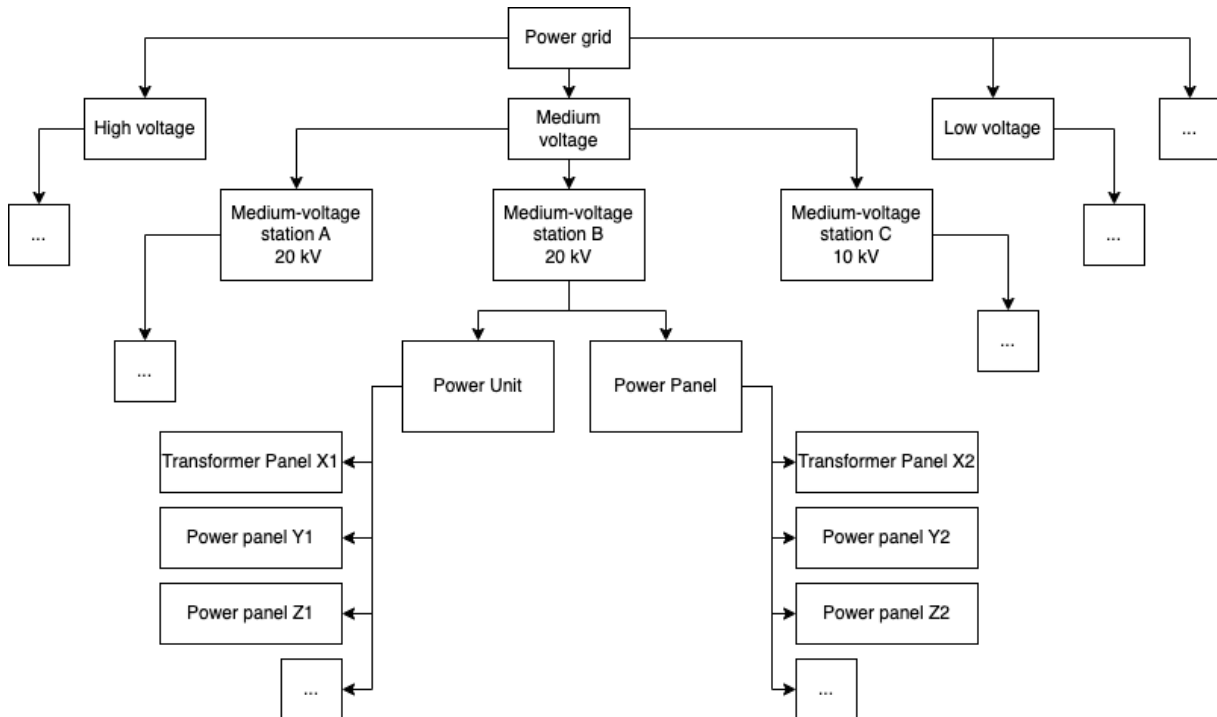 Power grid
High voltage
Medium
voltage
Low voltage
...
...
Medium-voltage
station A
20 kV
Medium-voltage
station B
20 kV
Medium-voltage
station C
10 kV
...
...
...
Power Unit
Power Panel
Transformer Panel X1
Transformer Panel X2
Power panel Y1
Power panel Y2
Power panel Z1
Power panel Z2
...
...